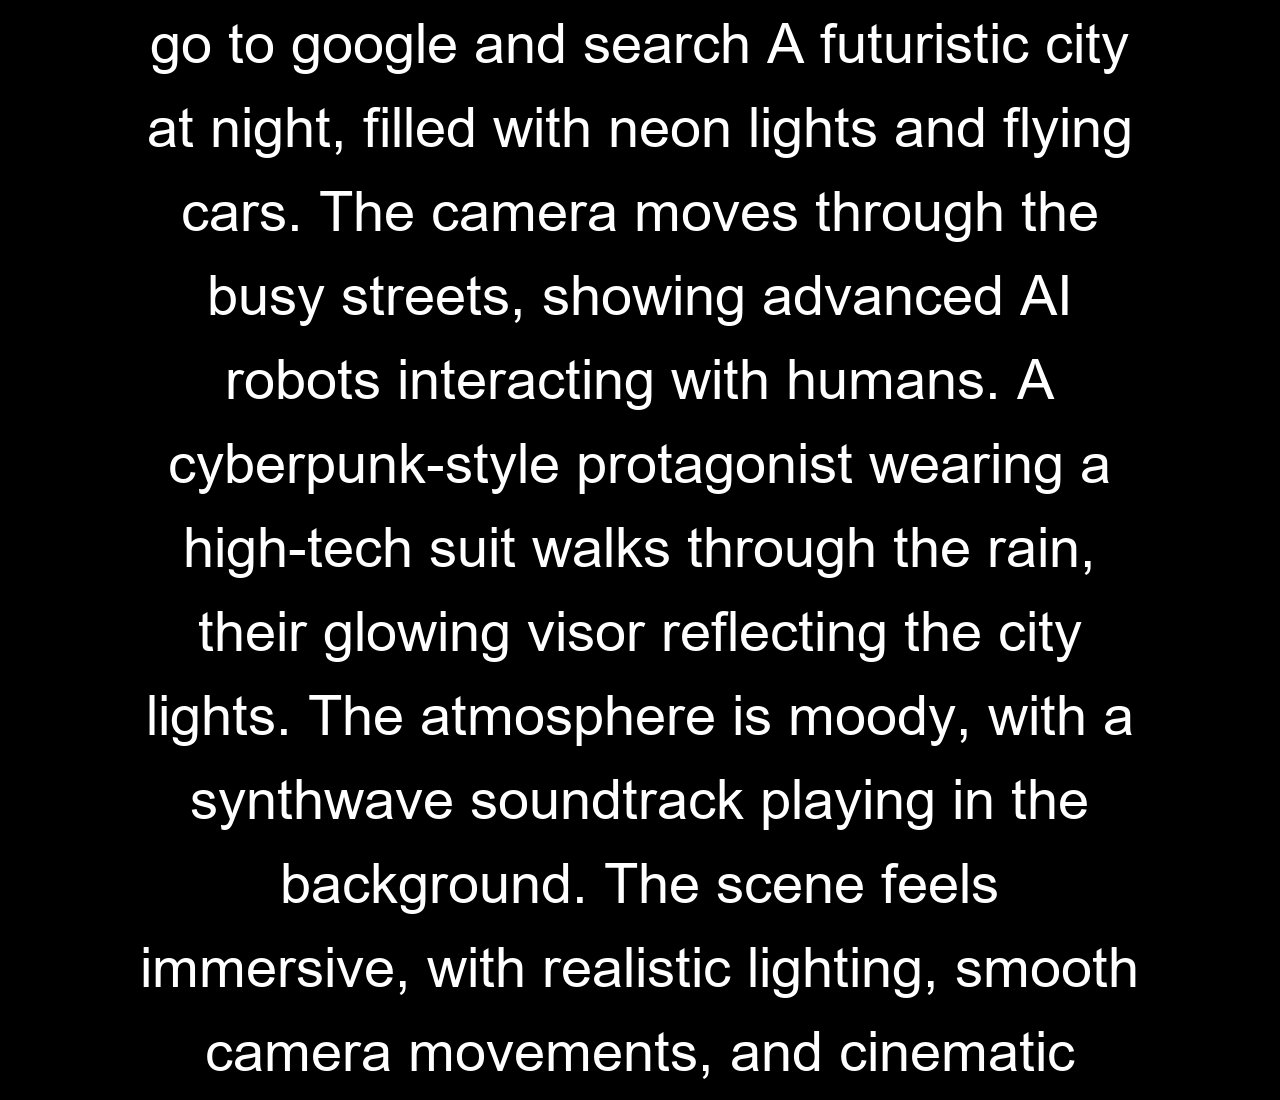 go to google and search A futuristic city
at night, filled with neon lights and flying
cars. The camera moves through the
busy streets, showing advanced AI
robots interacting with humans. A
cyberpunk-style protagonist wearing a
high-tech suit walks through the rain,
their glowing visor reflecting the city
lights. The atmosphere is moody, with a
synthwave soundtrack playing in the
background. The scene feels
immersive, with realistic lighting, smooth
camera movements, and cinematic